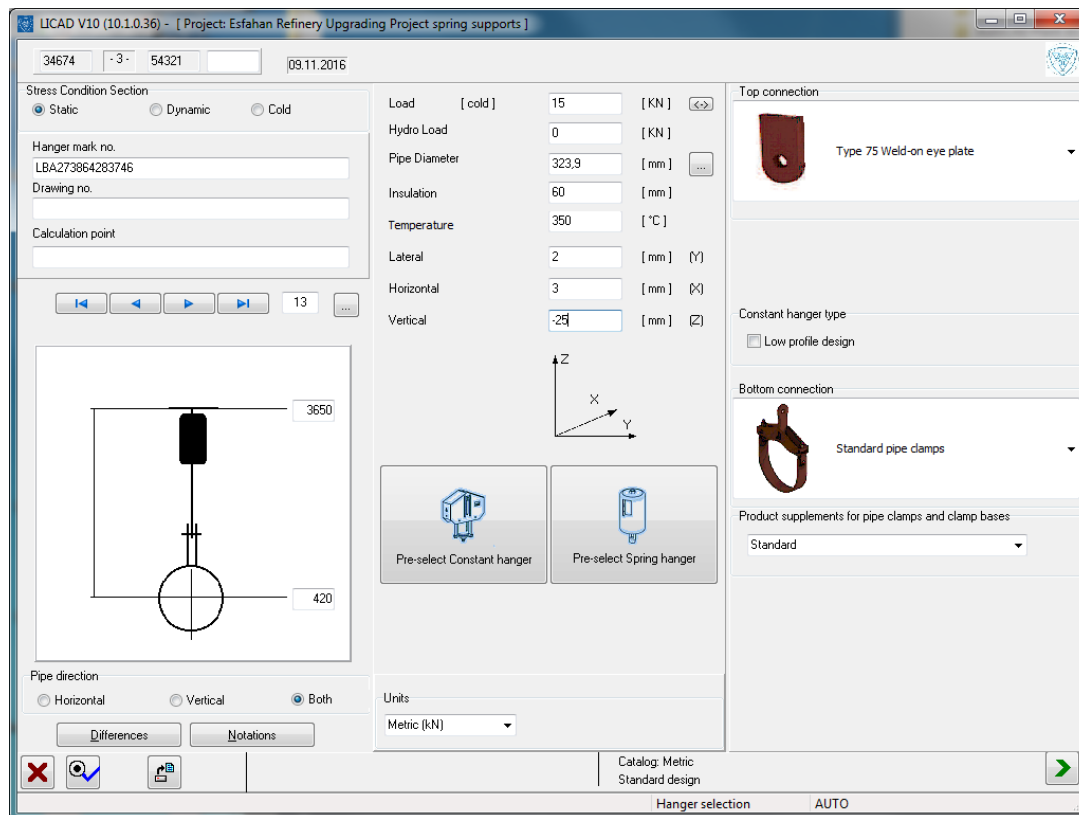 LICAD V10 (10.1.0.36) - [ Project: Esfahan Refinery Upgrading Project spring supports ]
34674 - 3 - 54321 09.11.2016
Stress Condition Section
Static Dynamic Cold
Hanger mark no.
LBA273864283746
Drawing no.
Calculation point
13 ...
3650
420
Pipe direction
Horizontal Vertical Both
Differences Notations
Load [ cold ] 15 [ KN ] <->
Hydro Load 0 [ KN ]
Pipe Diameter 323,9 [ mm ] ...
Insulation 60 [ mm ]
Temperature 350 [ °C ]
Lateral 2 [ mm ] (Y)
Horizontal 3 [ mm ] (X)
Vertical -25 [ mm ] (Z)
Z
X
Y
Pre-select Constant hanger Pre-select Spring hanger
Units
Metric (kN)
Top connection
Type 75 Weld-on eye plate
Constant hanger type
Low profile design
Bottom connection
Standard pipe clamps
Product supplements for pipe clamps and clamp bases
Standard
Catalog: Metric
Standard design
Hanger selection AUTO